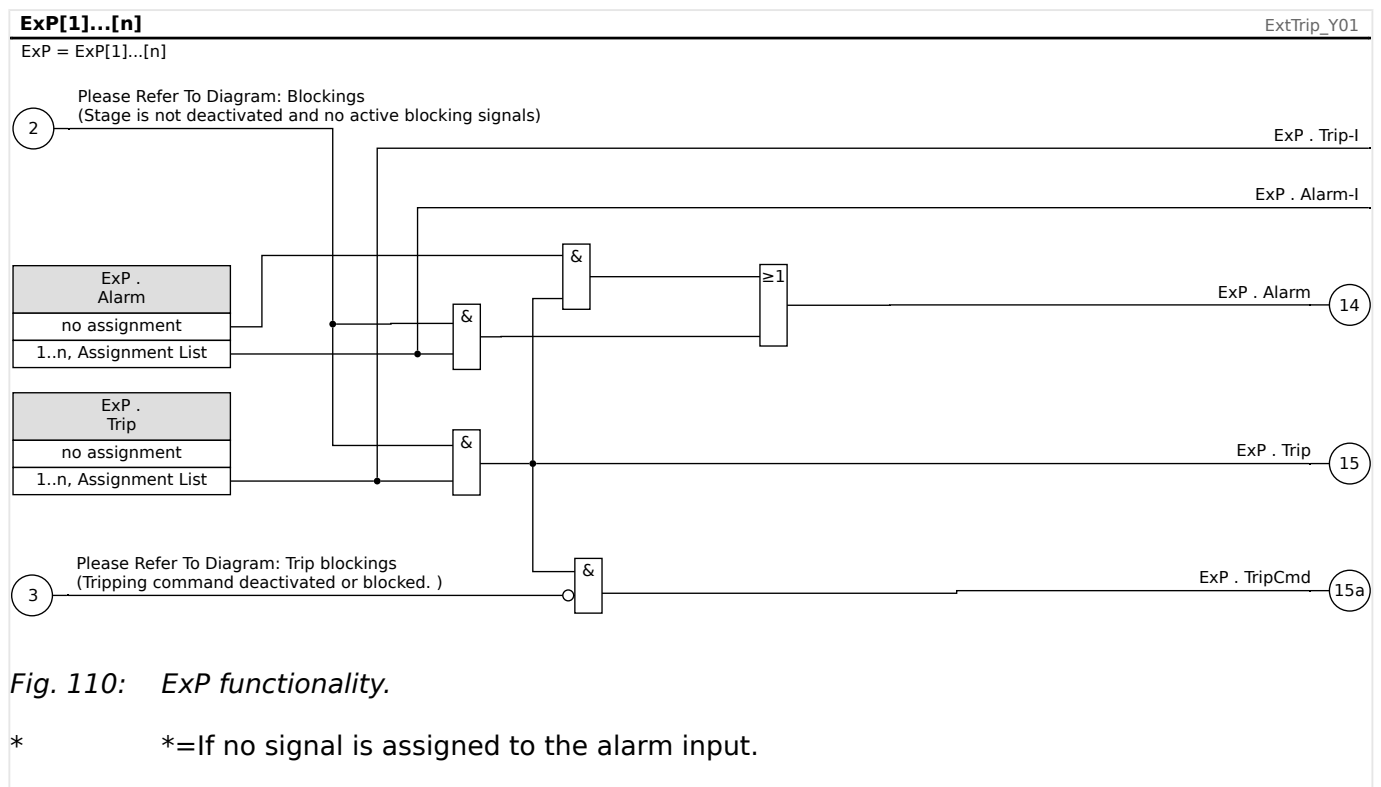 ExP[1]...[n]
ExtTrip_Y01
ExP = ExP[1]...[n]
Please Refer To Diagram: Blockings
(Stage is not deactivated and no active blocking signals)
2
ExP . Trip-I
ExP . Alarm-I
&
ExP .
Alarm
≥1
ExP . Alarm
14
no assignment
&
1..n, Assignment List
ExP .
Trip
&
no assignment
ExP . Trip
15
1..n, Assignment List
Please Refer To Diagram: Trip blockings
(Tripping command deactivated or blocked. )
3
&
ExP . TripCmd
15a
Fig. 110: ExP functionality.
* *=If no signal is assigned to the alarm input.